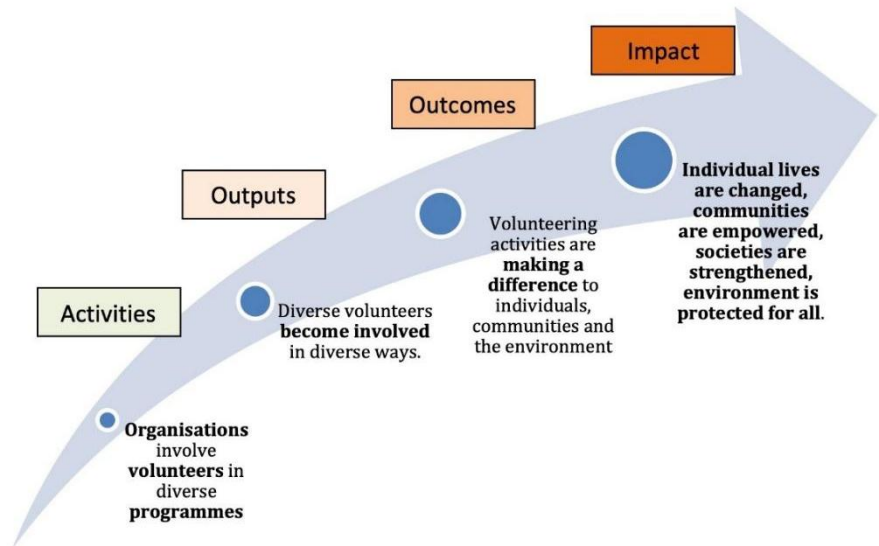 Activities
Organisations
involve
volunteers in
diverse
programmes
Outputs
Diverse volunteers
become involved
in diverse ways.
Outcomes
Volunteering
activities are
making a
difference to
individuals,
communities and
the environment
Impact
Individual lives
are changed,
communities
are empowered,
societies are
strengthened,
environment is
protected for all.